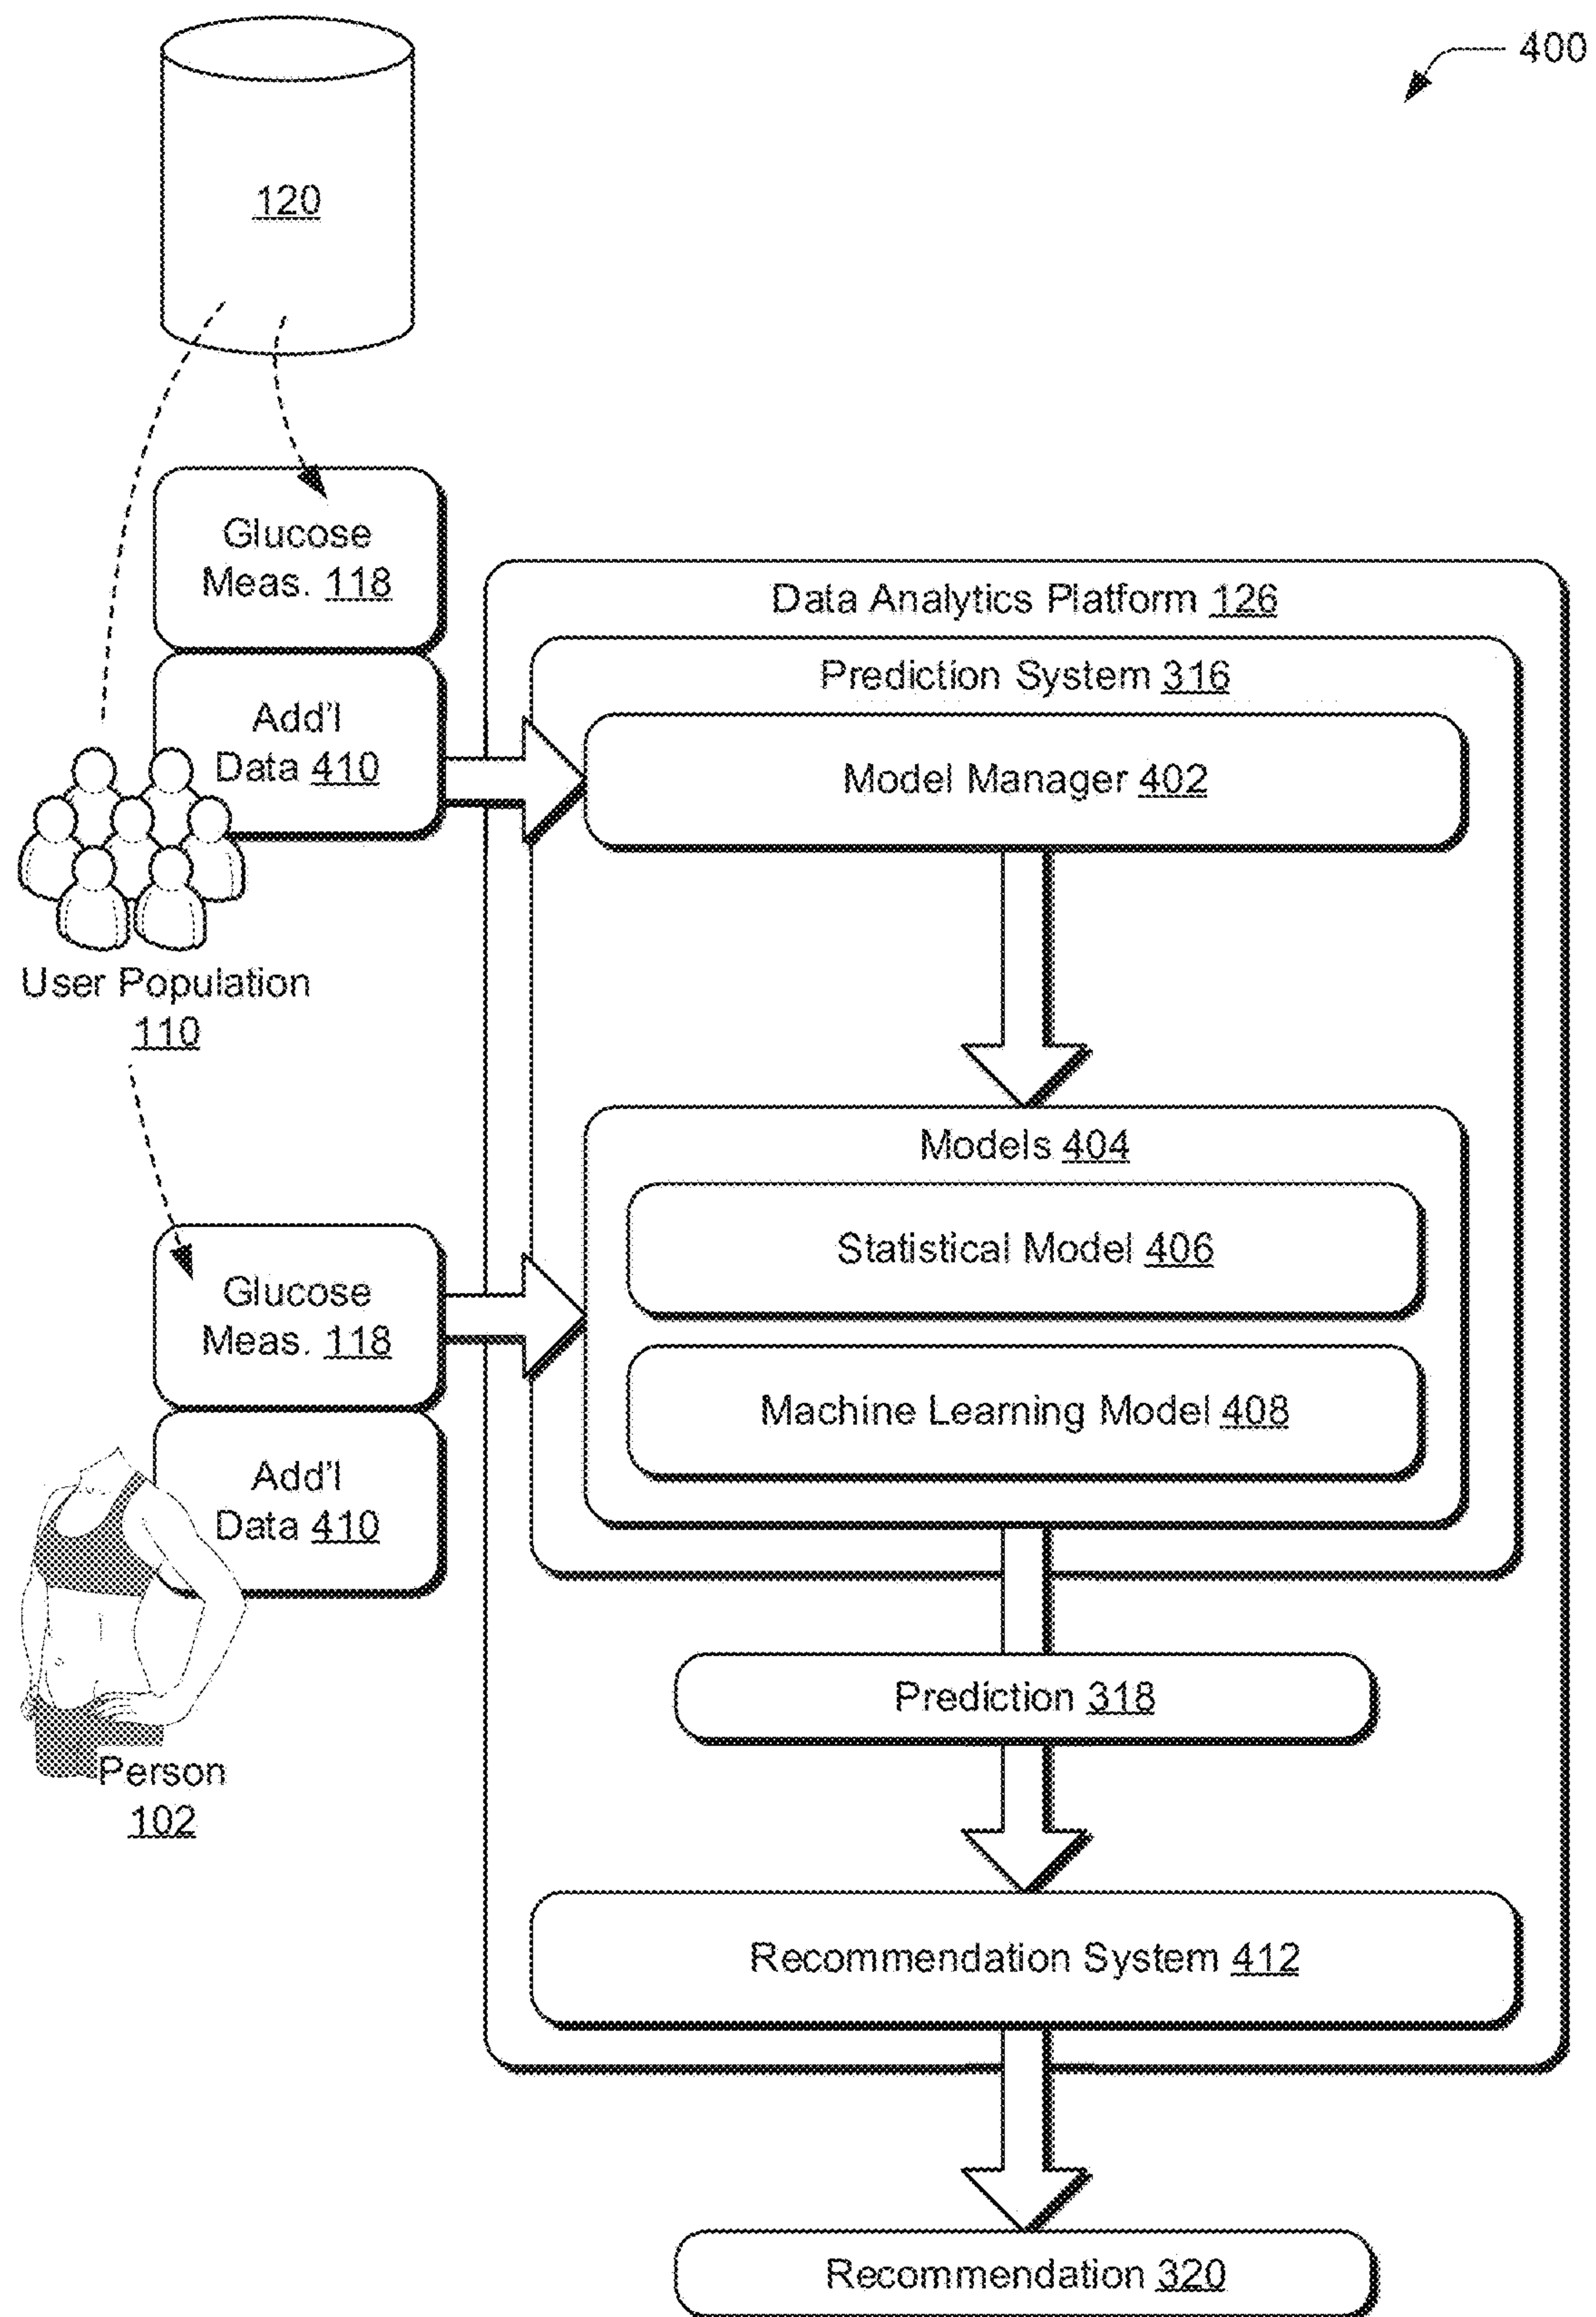 400
120
Glucose
Meas. 118
Data Analytics Platform 126
Prediction System 316
Add'l
Data 410
Model Manager 402
User Population
110
Models 404
Statistical Model 406
Glucose
Meas. 118
Machine Learning Model 408
Add'l
Data 410
Prediction 318
Person
102
Recommendation System 412
Recommendation 320